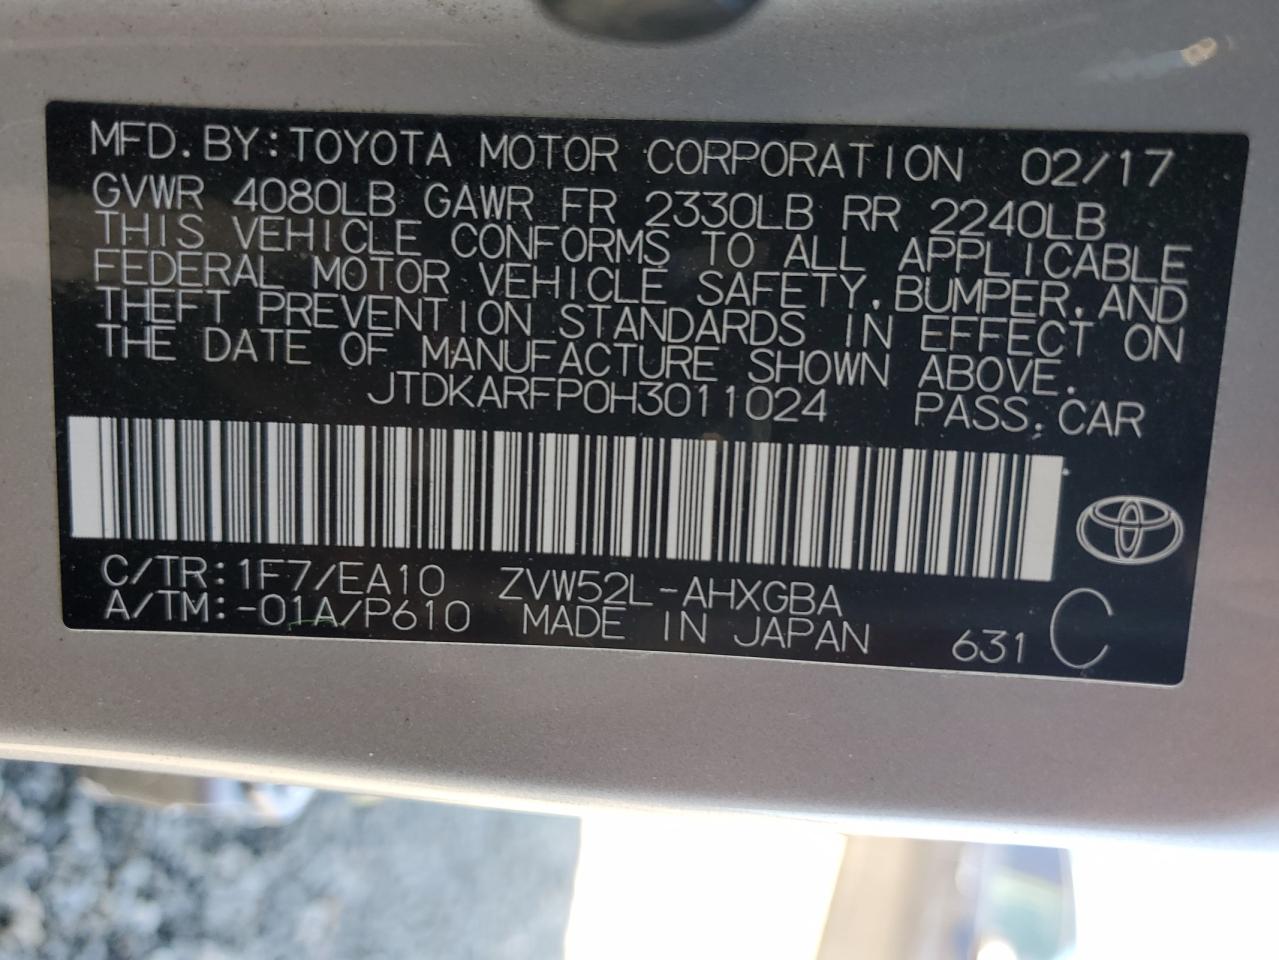 MFD. BY: TOYOTA MOTOR CORPORATION 02/17
GVWR 4080LB GAWR FR 2330LB RR 2240LB
THIS VEHICLE CONFORMS TO ALL APPLICABLE
FEDERAL MOTOR VEHICLE SAFETY, BUMPER, AND
THEFT PREVENTION STANDARDS IN EFFECT ON
THE DATE OF MANUFACTURE SHOWN ABOVE.
JTDKARFP0H3011024 PASS. CAR
C/TR: 1F7/EA10 ZVW52L-AHXGBA
A/TM: -01A/P610 MADE IN JAPAN 631 C